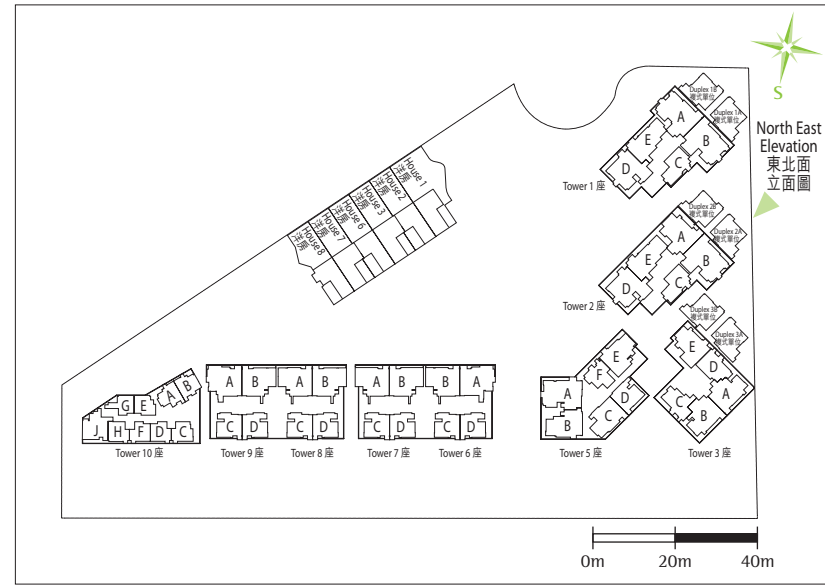 S
North East
Elevation
東北面
立面圖
Duplex 1B
複式單位
Duplex 1A
複式單位
A
B
E
C
D
Tower 1 座
House 1
洋房
House 2
洋房
House 3
洋房
House 6
洋房
House 7
洋房
House 8
洋房
Duplex 2B
複式單位
Duplex 2A
複式單位
A
B
E
C
D
Tower 2 座
Duplex 3B
複式單位
Duplex 3A
複式單位
E
D
A
C
B
Tower 3 座
E
F
A
D
C
B
Tower 5 座
A B A B
C D C D
Tower 7 座
Tower 6 座
A B A B
C D C D
Tower 9 座
Tower 8 座
A B
G E
J H F D C
Tower 10 座
0m 20m 40m